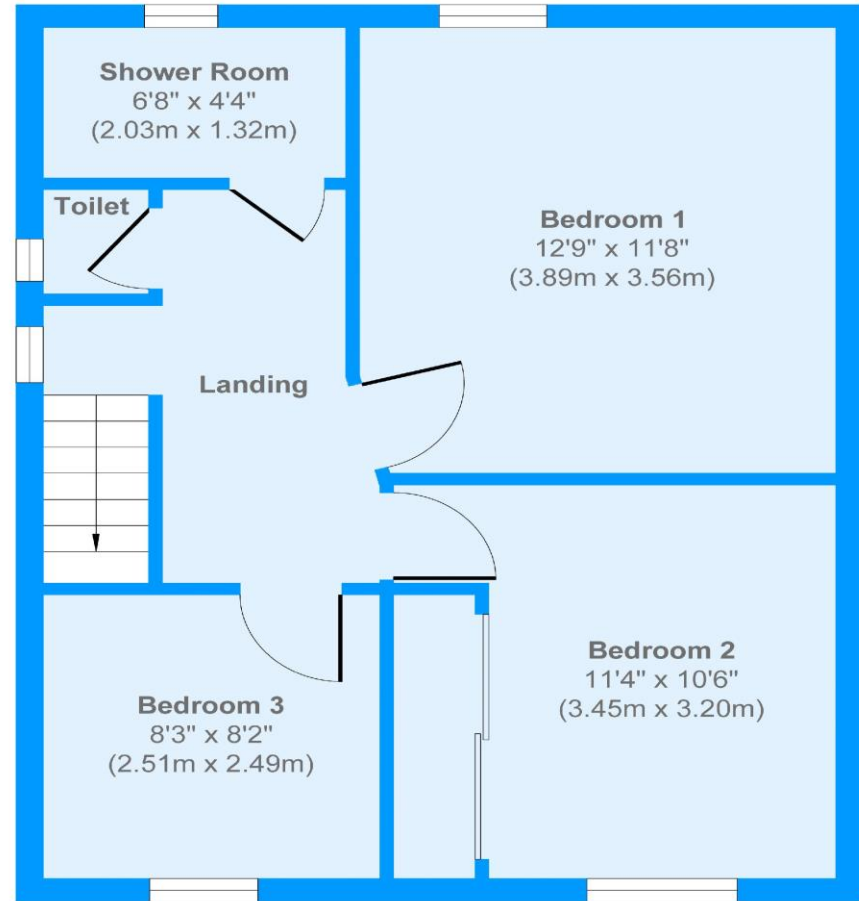 Shower Room
6'8" x 4'4"
(2.03m x 1.32m)
Toilet
Bedroom 1
12'9" x 11'8"
(3.89m x 3.56m)
Landing
Bedroom 2
11'4" x 10'6"
(3.45m x 3.20m)
Bedroom 3
8'3" x 8'2"
(2.51m x 2.49m)